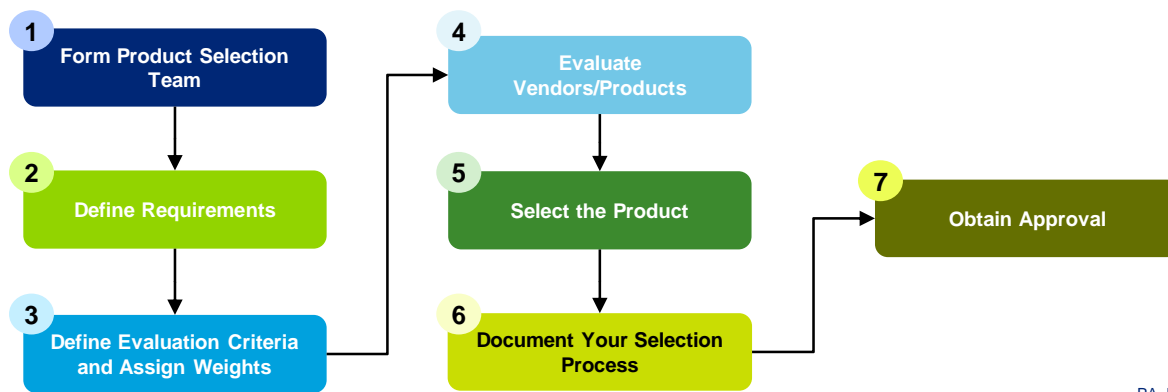 1
Form Product Selection
Team
2
Define Requirements
3
Define Evaluation Criteria
and Assign Weights
4
Evaluate
Vendors/Products
5
Select the Product
6
Document Your Selection
Process
7
Obtain Approval